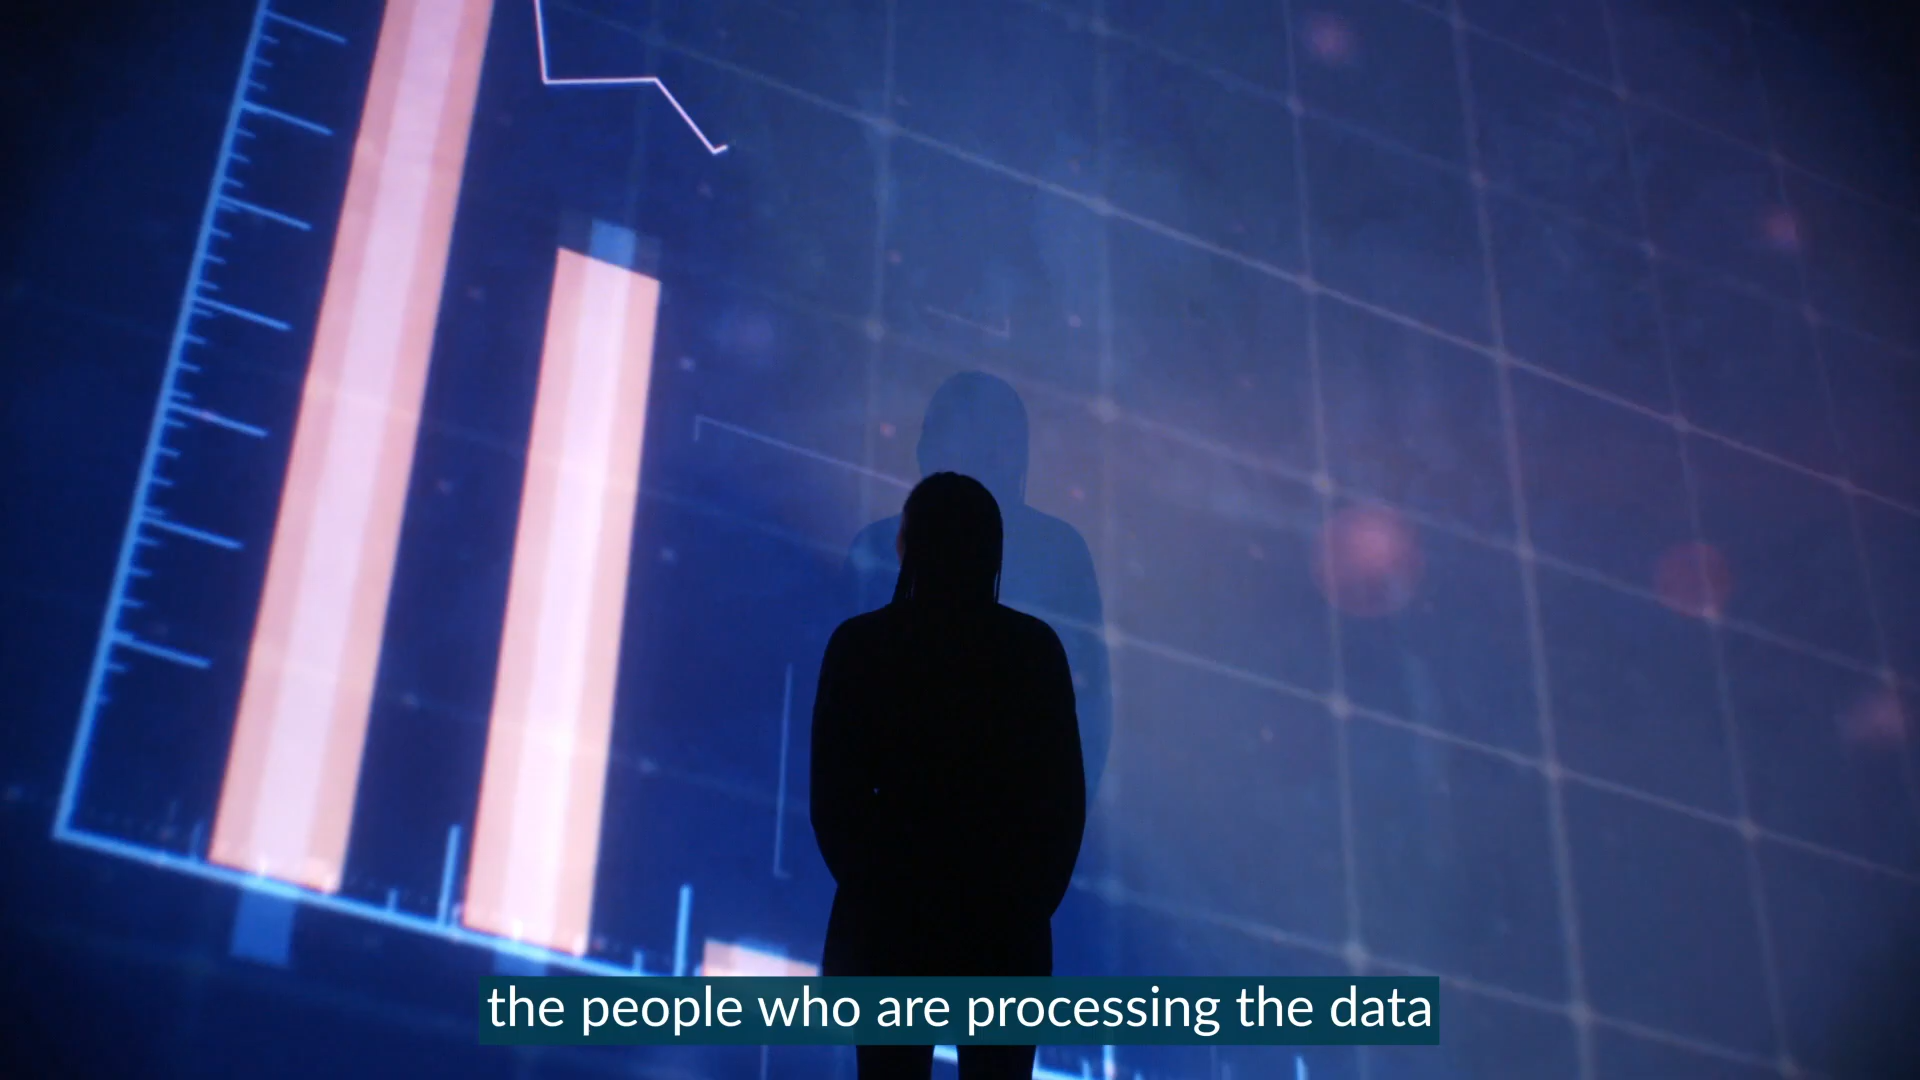 the people who are processing the data